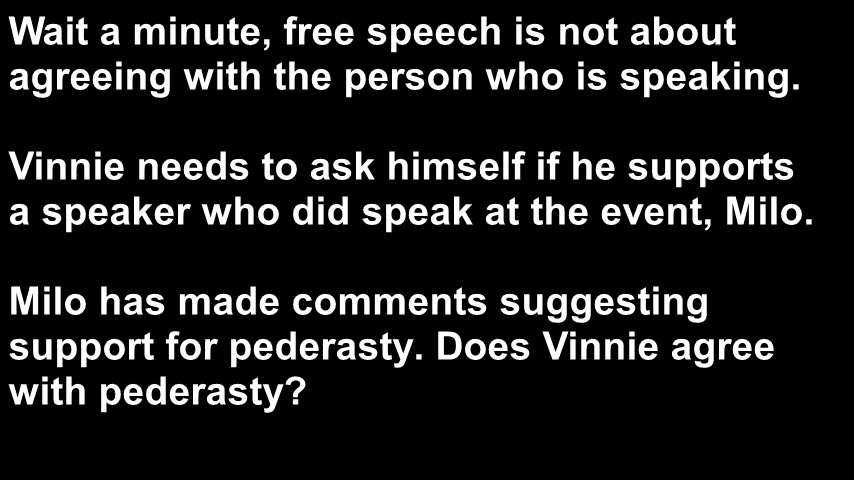 Wait a minute, free speech is not about
agreeing with the person who is speaking.
Vinnie needs to ask himself if he supports
a speaker who did speak at the event, Milo.
Milo has made comments suggesting
support for pederasty. Does Vinnie agree
with pederasty?